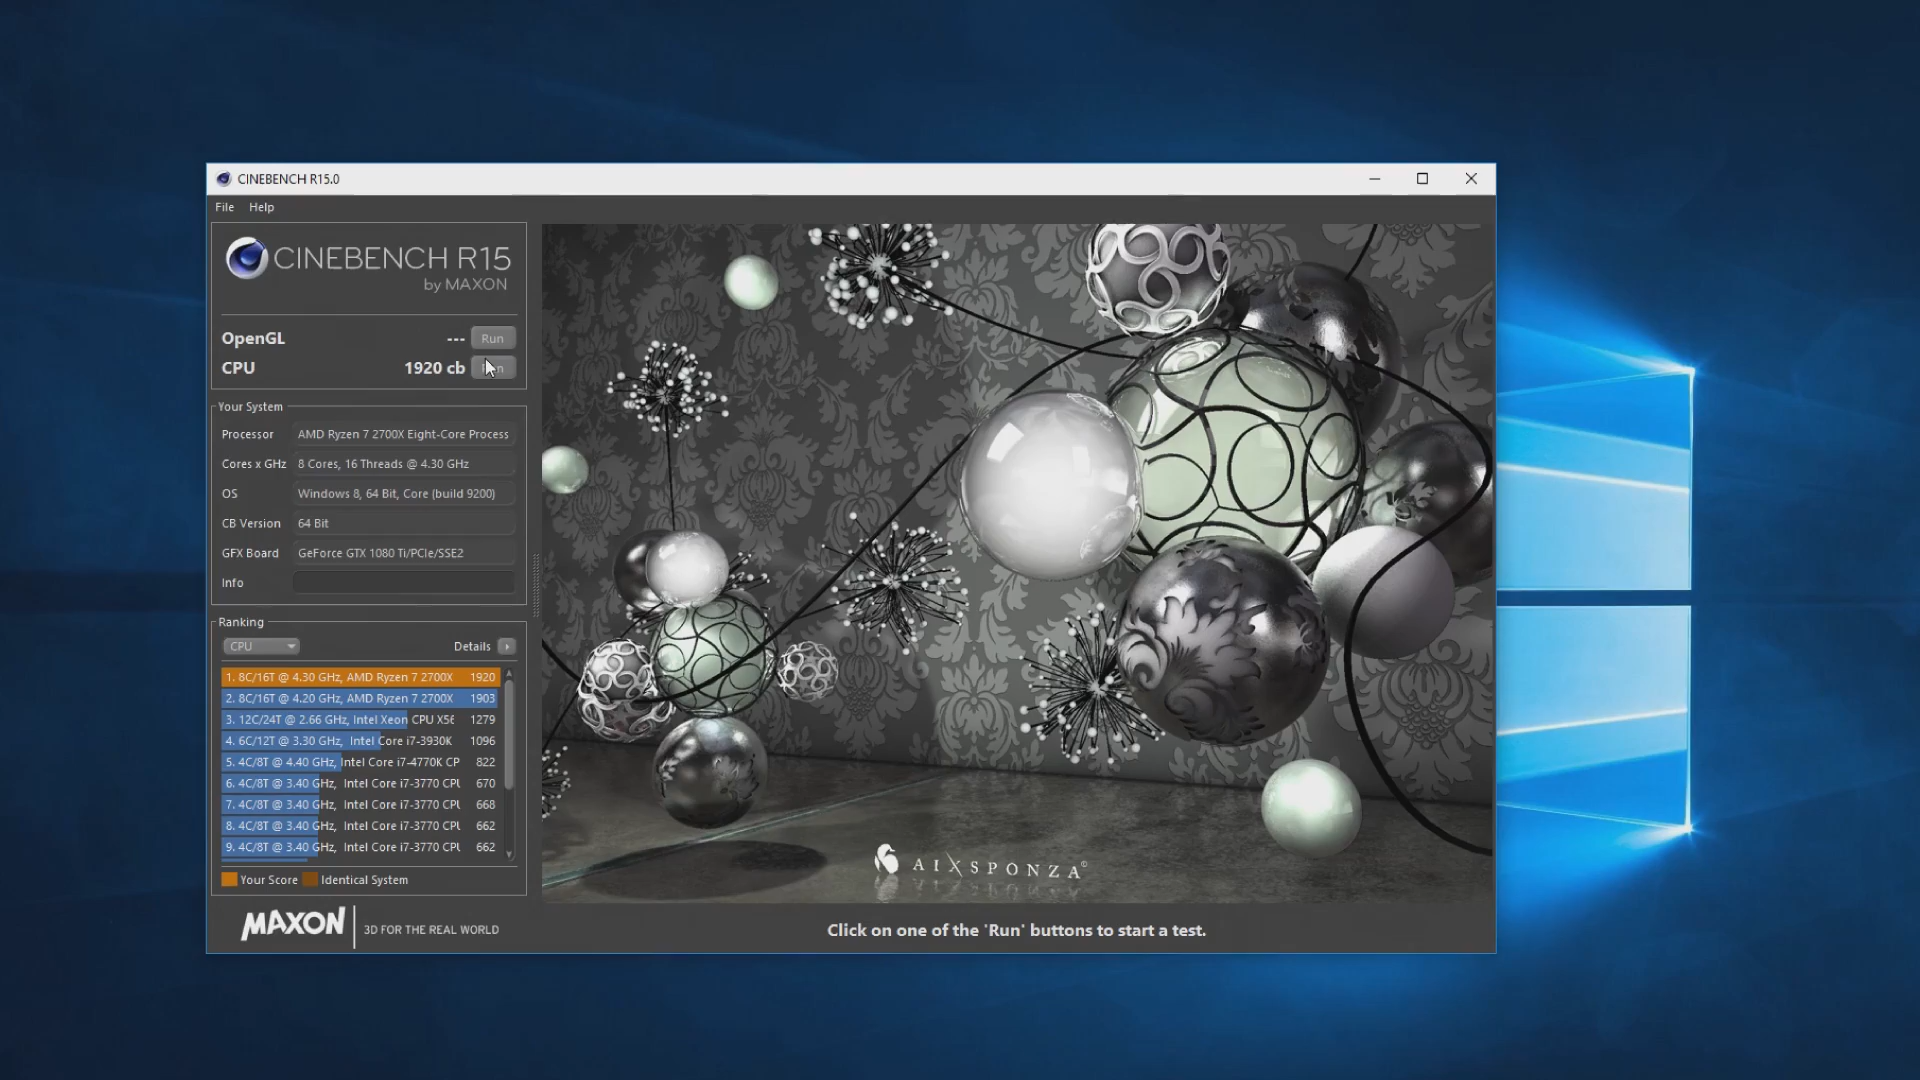 CINEBENCH R15.0
File Help
CINEBENCH R15
by MAXON
OpenGL --- Run
CPU 1920 cb
Your System
Processor AMD Ryzen 7 2700X Eight-Core Process
Cores x GHz 8 Cores, 16 Threads @ 4.30 GHz
OS Windows 8, 64 Bit, Core (build 9200)
CB Version 64 Bit
GFX Board GeForce GTX 1080 Ti/PCIe/SSE2
Info
Ranking
CPU Details
1. 8C/16T @ 4.30 GHz, AMD Ryzen 7 2700X 1920
2. 8C/16T @ 4.20 GHz, AMD Ryzen 7 2700X 1903
3. 12C/24T @ 2.66 GHz, Intel Xeon CPU X56 1279
4. 6C/12T @ 3.30 GHz, Intel Core i7-3930K 1096
5. 4C/8T @ 4.40 GHz, Intel Core i7-4770K CP 822
6. 4C/8T @ 3.40 GHz, Intel Core i7-3770 CPU 670
7. 4C/8T @ 3.40 GHz, Intel Core i7-3770 CPU 668
8. 4C/8T @ 3.40 GHz, Intel Core i7-3770 CPU 662
9. 4C/8T @ 3.40 GHz, Intel Core i7-3770 CPU 662
Your Score Identical System
MAXON 3D FOR THE REAL WORLD
AIXSPONZA®
Click on one of the 'Run' buttons to start a test.